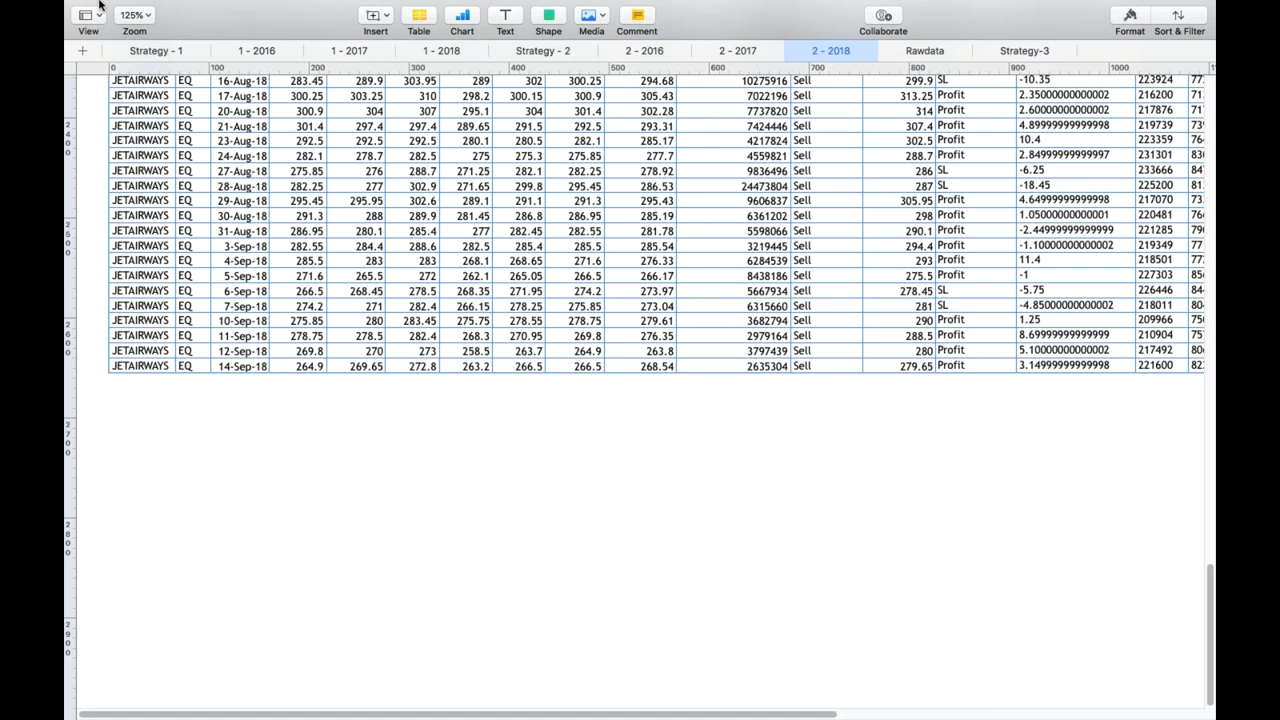 View 125% Zoom Insert Table Chart Text Shape Media Comment Collaborate Format Sort & Filter
+ Strategy - 1 1 - 2016 1 - 2017 1 - 2018 Strategy - 2 2 - 2016 2 - 2017 2 - 2018 Rawdata Strategy-3
0 100 200 300 400 500 600 700 800 900 1000
JETAIRWAYS EQ 16-Aug-18 283.45 289.9 303.95 289 302 300.25 294.68 10275916 Sell 299.9 SL -10.35 223924 77
JETAIRWAYS EQ 17-Aug-18 300.25 303.25 310 298.2 300.15 300.9 305.43 7022196 Sell 313.25 Profit 2.35000000000002 216200 71
JETAIRWAYS EQ 20-Aug-18 300.9 304 307 295.1 304 301.4 302.28 7737820 Sell 314 Profit 2.60000000000002 217876 71
JETAIRWAYS EQ 21-Aug-18 301.4 297.4 297.4 289.65 291.5 292.5 293.31 7424446 Sell 307.4 Profit 4.89999999999998 219739 73
JETAIRWAYS EQ 23-Aug-18 292.5 292.5 292.5 280.1 280.5 282.1 285.17 4217824 Sell 302.5 Profit 10.4 223359 76
JETAIRWAYS EQ 24-Aug-18 282.1 278.7 282.5 275 275.3 275.85 277.7 4559821 Sell 288.7 Profit 2.84999999999997 231301 83
JETAIRWAYS EQ 27-Aug-18 275.85 276 288.7 271.25 282.1 282.25 278.92 9836496 Sell 286 SL -6.25 233666 84
JETAIRWAYS EQ 28-Aug-18 282.25 277 302.9 271.65 299.8 295.45 286.53 24473804 Sell 287 SL -18.45 225200 81
JETAIRWAYS EQ 29-Aug-18 295.45 295.95 302.6 289.1 291.1 291.3 295.43 9606837 Sell 305.95 Profit 4.64999999999998 217070 73
JETAIRWAYS EQ 30-Aug-18 291.3 288 289.9 281.45 286.8 286.95 285.19 6361202 Sell 298 Profit 1.05000000000001 220481 76
JETAIRWAYS EQ 31-Aug-18 286.95 280.1 285.4 277 282.45 282.55 281.78 5598066 Sell 290.1 Profit -2.44999999999999 221285 79
JETAIRWAYS EQ 3-Sep-18 282.55 284.4 288.6 282.5 285.4 285.5 285.54 3219445 Sell 294.4 Profit -1.10000000000002 219349 77
JETAIRWAYS EQ 4-Sep-18 285.5 283 283 268.1 268.65 271.6 276.33 6284539 Sell 293 Profit 11.4 218501 77
JETAIRWAYS EQ 5-Sep-18 271.6 265.5 272 262.1 265.05 266.5 266.17 8438186 Sell 275.5 Profit -1 227303 85
JETAIRWAYS EQ 6-Sep-18 266.5 268.45 278.5 268.35 271.95 274.2 273.97 5667934 Sell 278.45 SL -5.75 226446 84
JETAIRWAYS EQ 7-Sep-18 274.2 271 282.4 266.15 278.25 275.85 273.04 6315660 Sell 281 SL -4.85000000000002 218011 80
JETAIRWAYS EQ 10-Sep-18 275.85 280 283.45 275.75 278.55 278.75 279.61 3682794 Sell 290 Profit 1.25 209966 75
JETAIRWAYS EQ 11-Sep-18 278.75 278.5 282.4 268.3 270.95 269.8 276.35 2979164 Sell 288.5 Profit 8.69999999999999 210904 75
JETAIRWAYS EQ 12-Sep-18 269.8 270 273 258.5 263.7 264.9 263.8 3797439 Sell 280 Profit 5.10000000000002 217492 80
JETAIRWAYS EQ 14-Sep-18 264.9 269.65 272.8 263.2 266.5 266.5 268.54 2635304 Sell 279.65 Profit 3.14999999999998 221600 82
2400
2500
2600
2700
2800
2900